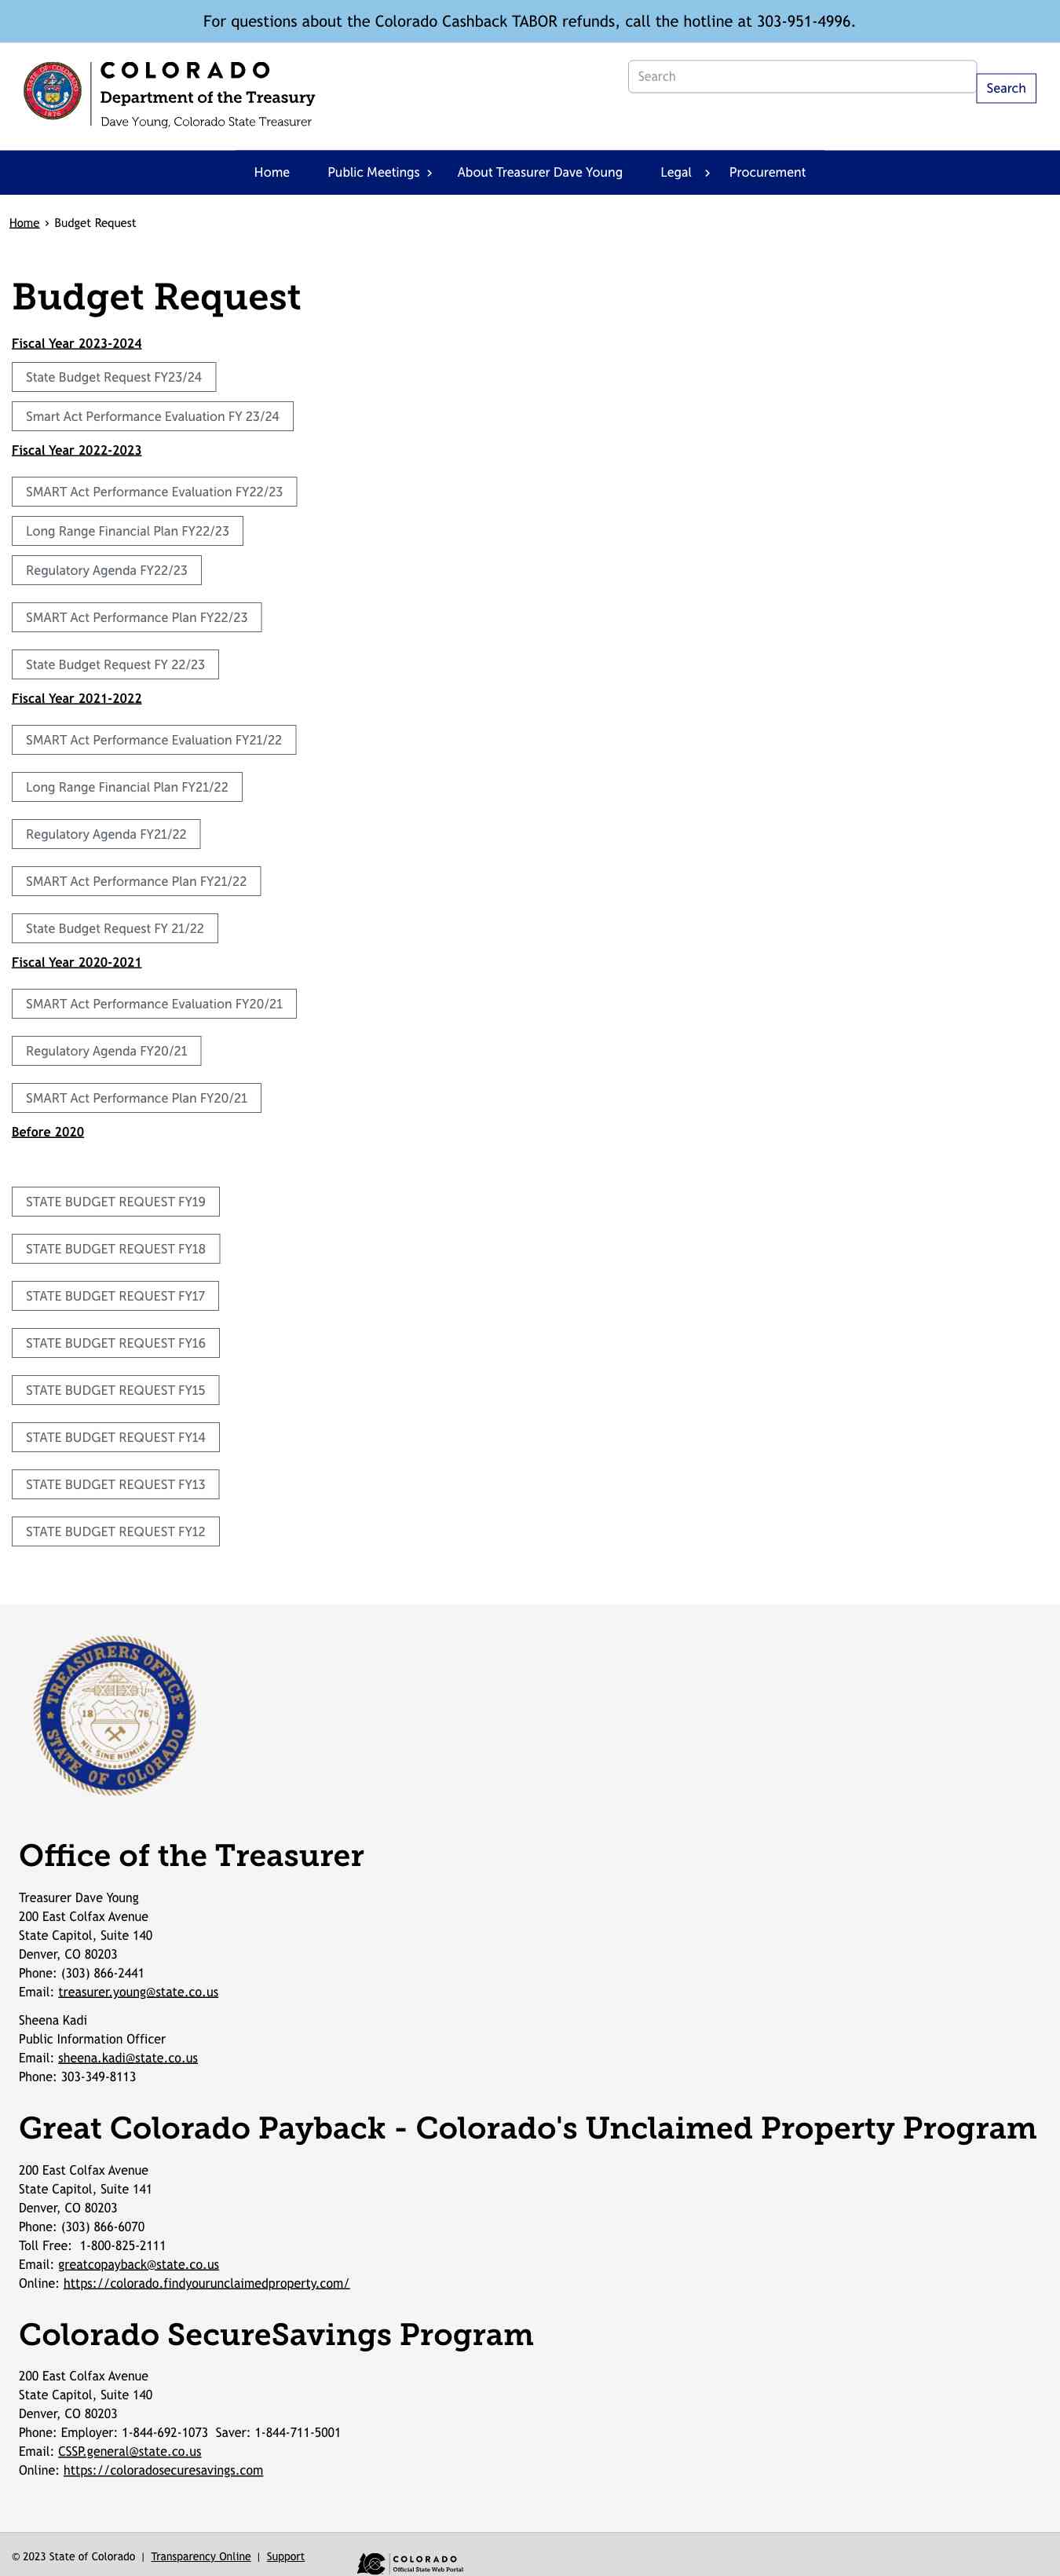 For questions about the Colorado Cashback TABOR refunds, call the hotline at 303-951-4996.
STATE OF COLORADO
1876
COLORADO
Department of the Treasury
Dave Young, Colorado State Treasurer
Search
Search
Home Public Meetings › About Treasurer Dave Young Legal › Procurement
Home › Budget Request
Budget Request
Fiscal Year 2023-2024
State Budget Request FY23/24
Smart Act Performance Evaluation FY 23/24
Fiscal Year 2022-2023
SMART Act Performance Evaluation FY22/23
Long Range Financial Plan FY22/23
Regulatory Agenda FY22/23
SMART Act Performance Plan FY22/23
State Budget Request FY 22/23
Fiscal Year 2021-2022
SMART Act Performance Evaluation FY21/22
Long Range Financial Plan FY21/22
Regulatory Agenda FY21/22
SMART Act Performance Plan FY21/22
State Budget Request FY 21/22
Fiscal Year 2020-2021
SMART Act Performance Evaluation FY20/21
Regulatory Agenda FY20/21
SMART Act Performance Plan FY20/21
Before 2020
STATE BUDGET REQUEST FY19
STATE BUDGET REQUEST FY18
STATE BUDGET REQUEST FY17
STATE BUDGET REQUEST FY16
STATE BUDGET REQUEST FY15
STATE BUDGET REQUEST FY14
STATE BUDGET REQUEST FY13
STATE BUDGET REQUEST FY12
TREASURERS OFFICE
18 76
NIL SINE NUMINE
STATE OF COLORADO
Office of the Treasurer
Treasurer Dave Young
200 East Colfax Avenue
State Capitol, Suite 140
Denver, CO 80203
Phone: (303) 866-2441
Email: treasurer.young@state.co.us
Sheena Kadi
Public Information Officer
Email: sheena.kadi@state.co.us
Phone: 303-349-8113
Great Colorado Payback - Colorado's Unclaimed Property Program
200 East Colfax Avenue
State Capitol, Suite 141
Denver, CO 80203
Phone: (303) 866-6070
Toll Free: 1-800-825-2111
Email: greatcopayback@state.co.us
Online: https://colorado.findyourunclaimedproperty.com/
Colorado SecureSavings Program
200 East Colfax Avenue
State Capitol, Suite 140
Denver, CO 80203
Phone: Employer: 1-844-692-1073 Saver: 1-844-711-5001
Email: CSSP.general@state.co.us
Online: https://coloradosecuresavings.com
© 2023 State of Colorado | Transparency Online | Support
COLORADO
Official State Web Portal